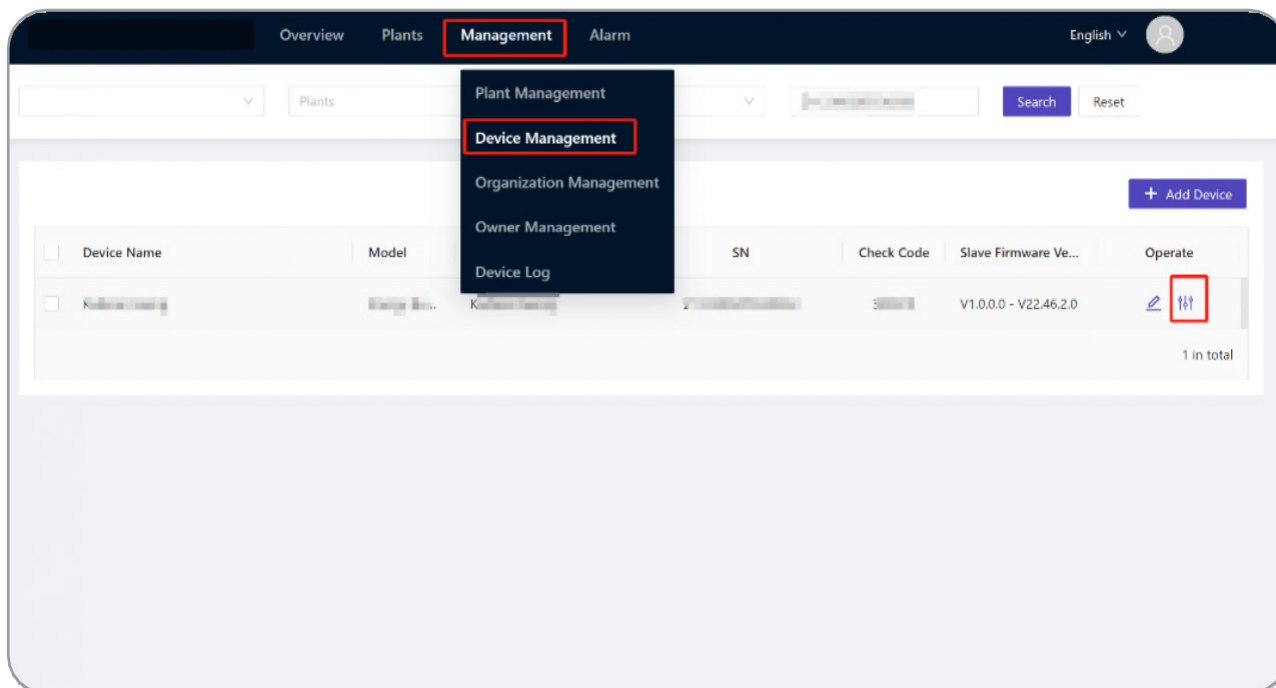 Overview Plants Management Alarm English
Plants
Search Reset
Plant Management
Device Management
Organization Management
Owner Management
Device Log
+ Add Device
Device Name Model SN Check Code Slave Firmware Ve... Operate
V1.0.0.0 - V22.46.2.0
1 in total